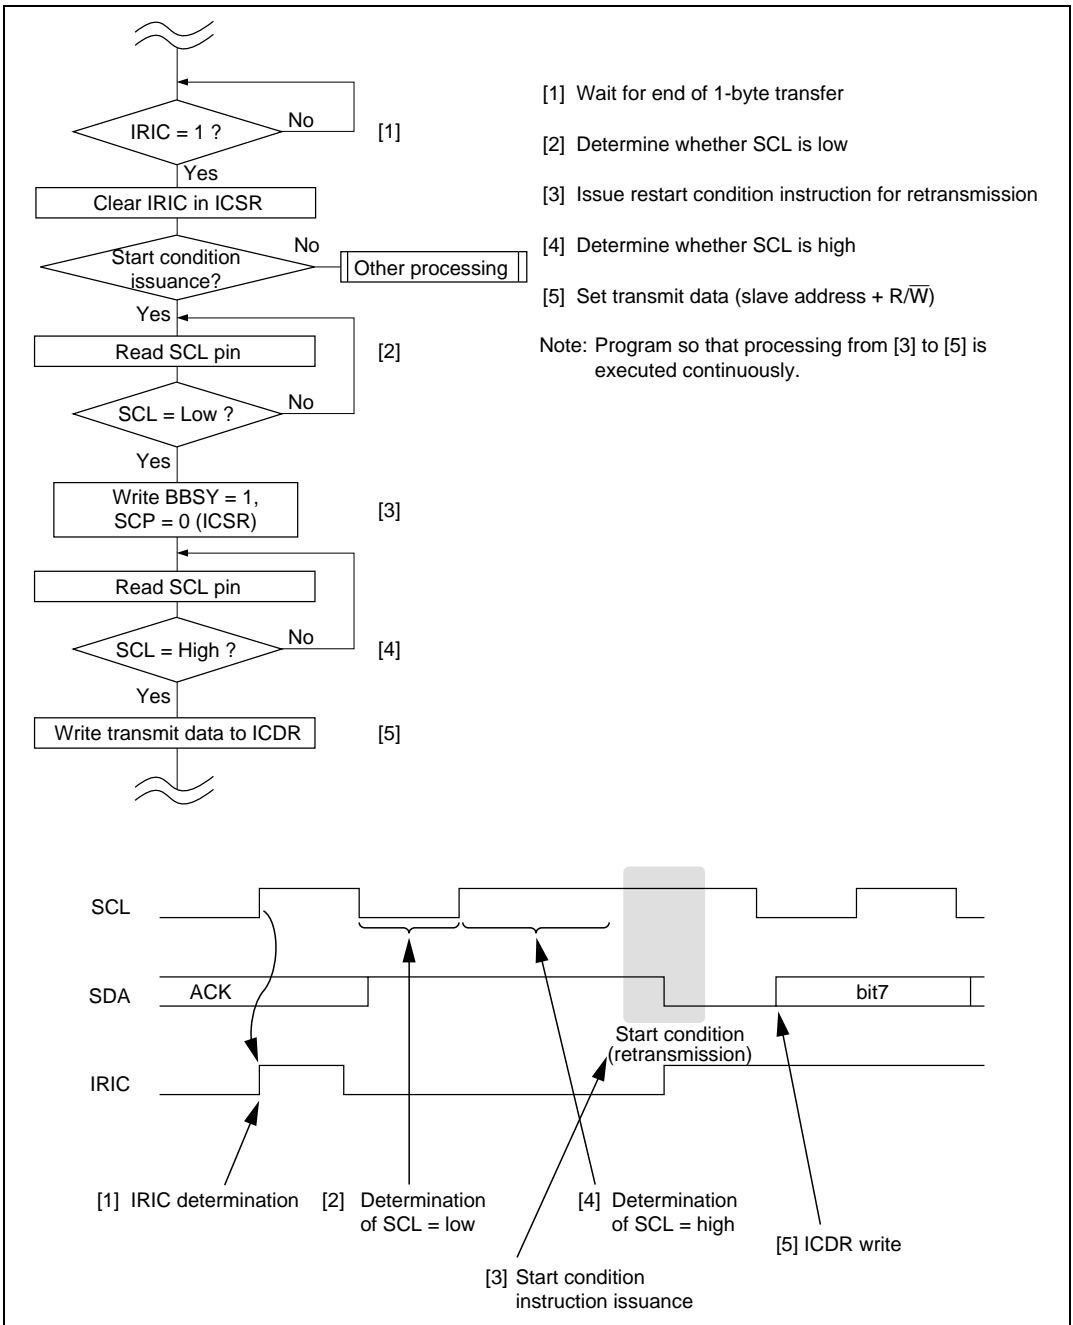 IRIC = 1 ?
No
[1]
Yes
Clear IRIC in ICSR
Start condition
issuance?
No
Other processing
Yes
Read SCL pin
[2]
SCL = Low ?
No
Yes
Write BBSY = 1,
SCP = 0 (ICSR)
[3]
Read SCL pin
SCL = High ?
No
[4]
Yes
Write transmit data to ICDR
[5]
[1] Wait for end of 1-byte transfer
[2] Determine whether SCL is low
[3] Issue restart condition instruction for retransmission
[4] Determine whether SCL is high
[5] Set transmit data (slave address + R/W̅)
Note: Program so that processing from [3] to [5] is
executed continuously.
SCL
SDA
ACK
bit7
Start condition
(retransmission)
IRIC
[1] IRIC determination
[2] Determination
of SCL = low
[4] Determination
of SCL = high
[5] ICDR write
[3] Start condition
instruction issuance